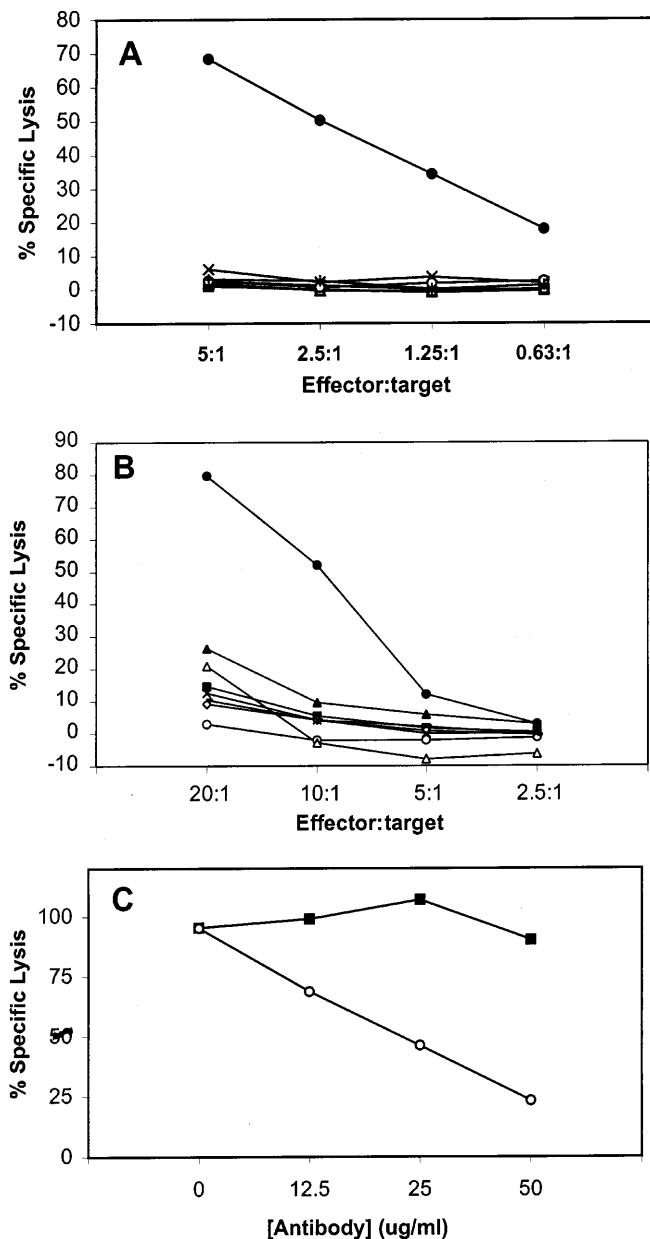 A
80
70
60
50
40
30
20
10
0
-10
% Specific Lysis
5:1 2.5:1 1.25:1 0.63:1
Effector:target
B
90
80
70
60
50
40
30
20
10
0
-10
% Specific Lysis
20:1 10:1 5:1 2.5:1
Effector:target
C
100
75
50
25
0
% Specific Lysis
0 12.5 25 50
[Antibody] (ug/ml)